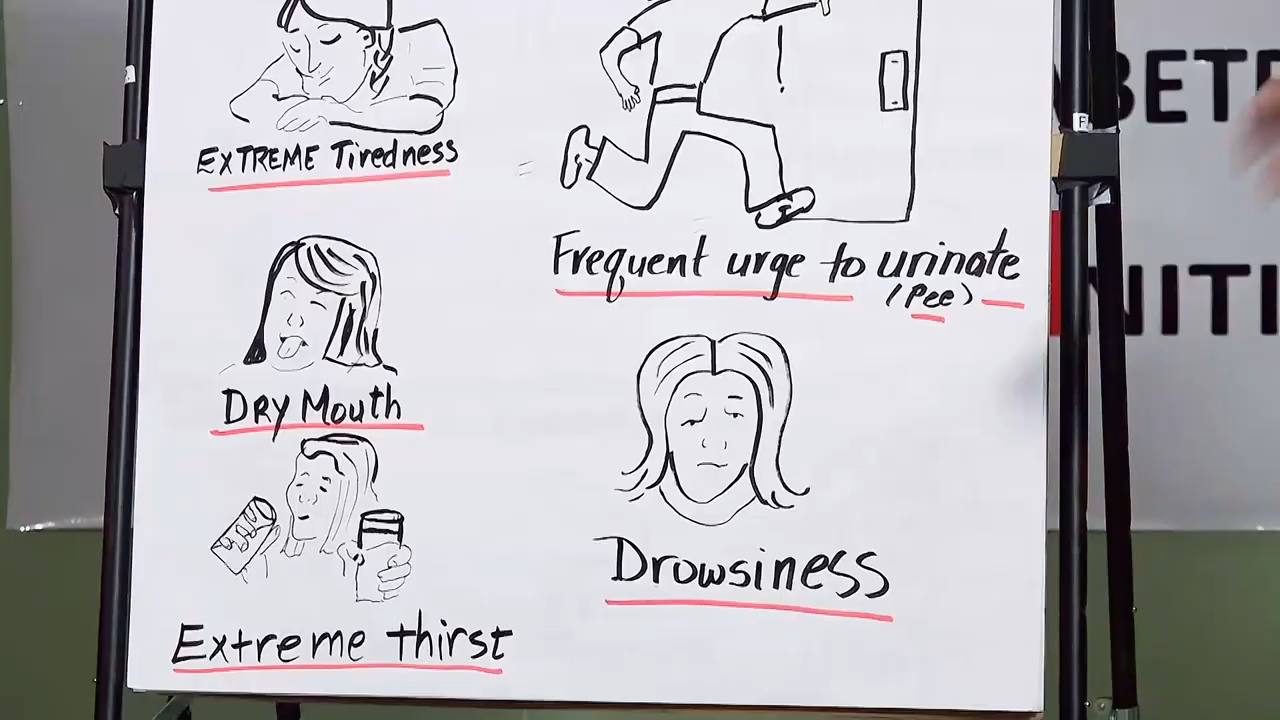 EXTREME Tiredness
Frequent urge to urinate
(Pee)
DRY Mouth
Drowsiness
Extreme thirst
F
BETE
NITI